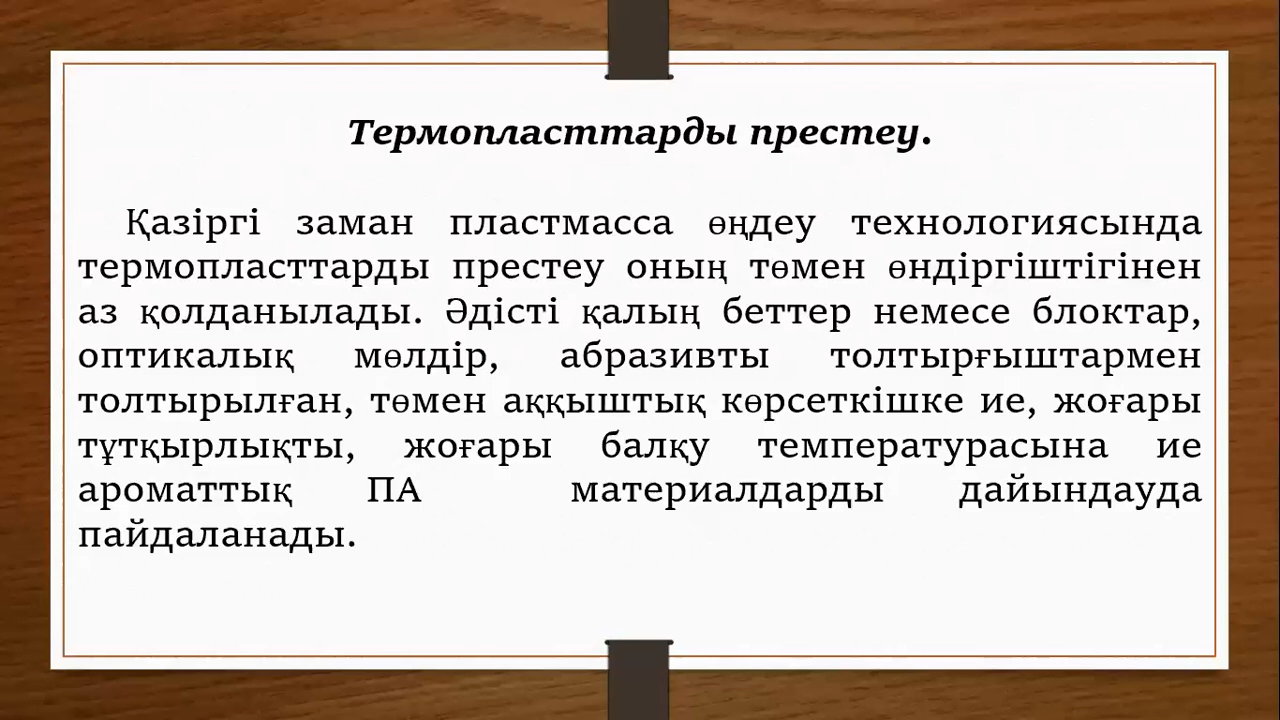 Термопласттарды престеу.
Қазіргі заман пластмасса өңдеу технологиясында
термопласттарды престеу оның төмен өндіргіштігінен
аз қолданылады. Әдісті қалың беттер немесе блоктар,
оптикалық мөлдір, абразивты толтырғыштармен
толтырылған, төмен аққыштық көрсеткішке ие, жоғары
тұтқырлықты, жоғары балқу температурасына ие
ароматтық ПА материалдарды дайындауда
пайдаланады.